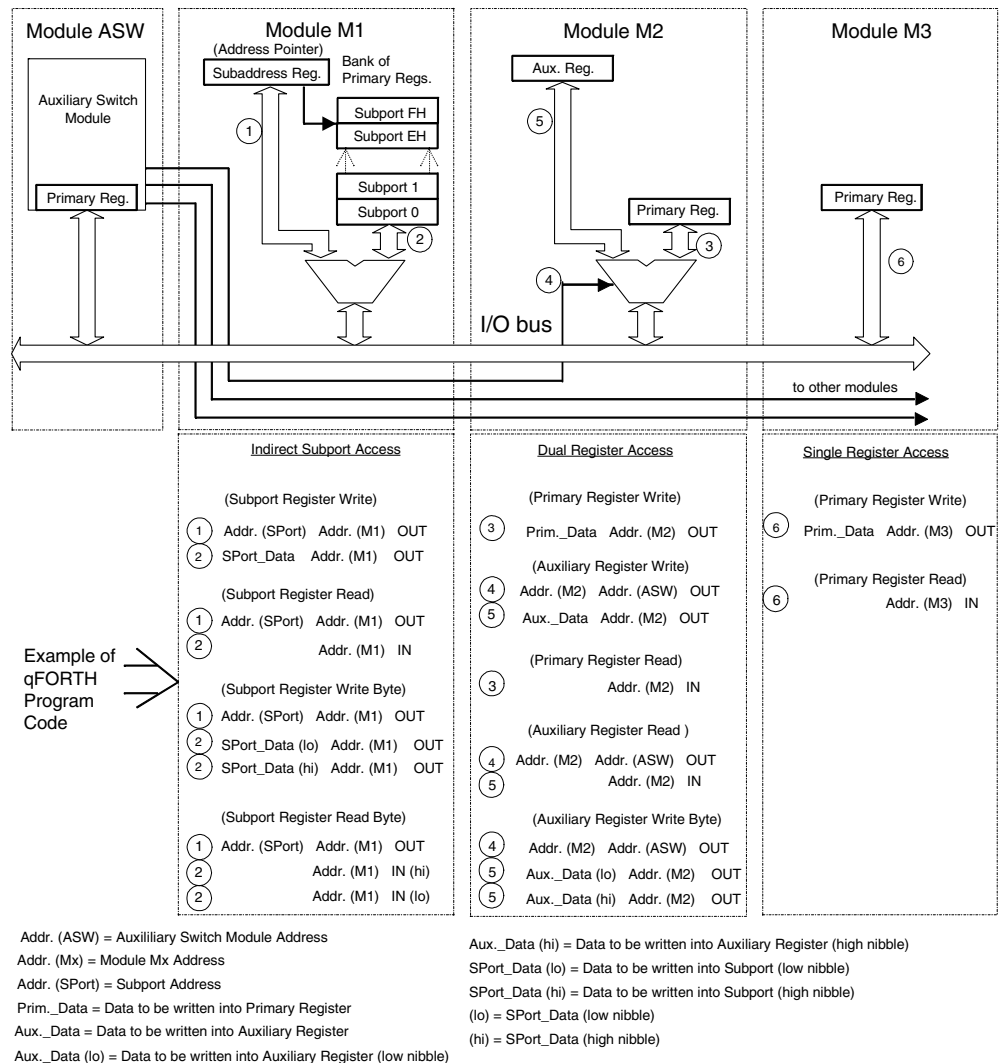 Module ASW
Module M1
Module M2
Module M3
Auxiliary Switch
Module
Primary Reg.
(Address Pointer)
Subaddress Reg.
Bank of
Primary Regs.
Subport FH
Subport EH
Subport 1
Subport 0
1
2
Aux. Reg.
5
Primary Reg.
3
4
Primary Reg.
6
I/O bus
to other modules
Example of
qFORTH
Program
Code
Indirect Subport Access
(Subport Register Write)
1 Addr. (SPort) Addr. (M1) OUT
2 SPort_Data Addr. (M1) OUT
(Subport Register Read)
1 Addr. (SPort) Addr. (M1) OUT
2 Addr. (M1) IN
(Subport Register Write Byte)
1 Addr. (SPort) Addr. (M1) OUT
2 SPort_Data (lo) Addr. (M1) OUT
2 SPort_Data (hi) Addr. (M1) OUT
(Subport Register Read Byte)
1 Addr. (SPort) Addr. (M1) OUT
2 Addr. (M1) IN (hi)
2 Addr. (M1) IN (lo)
Dual Register Access
(Primary Register Write)
3 Prim._Data Addr. (M2) OUT
(Auxiliary Register Write)
4 Addr. (M2) Addr. (ASW) OUT
5 Aux._Data Addr. (M2) OUT
(Primary Register Read)
3 Addr. (M2) IN
(Auxiliary Register Read )
4 Addr. (M2) Addr. (ASW) OUT
5 Addr. (M2) IN
(Auxiliary Register Write Byte)
4 Addr. (M2) Addr. (ASW) OUT
5 Aux._Data (lo) Addr. (M2) OUT
5 Aux._Data (hi) Addr. (M2) OUT
Single Register Access
(Primary Register Write)
6 Prim._Data Addr. (M3) OUT
(Primary Register Read)
6 Addr. (M3) IN
Addr. (ASW) = Auxililiary Switch Module Address
Addr. (Mx) = Module Mx Address
Addr. (SPort) = Subport Address
Prim._Data = Data to be written into Primary Register
Aux._Data = Data to be written into Auxiliary Register
Aux._Data (lo) = Data to be written into Auxiliary Register (low nibble)
Aux._Data (hi) = Data to be written into Auxiliary Register (high nibble)
SPort_Data (lo) = Data to be written into Subport (low nibble)
SPort_Data (hi) = Data to be written into Subport (high nibble)
(lo) = SPort_Data (low nibble)
(hi) = SPort_Data (high nibble)